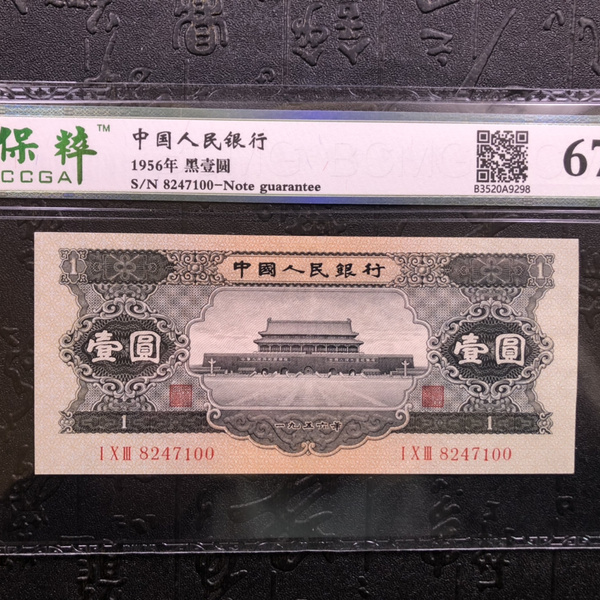 保粹™
CCGA
中国人民银行
1956年 黑壹圆
S/N 8247100-Note guarantee
B3520A9298
67
1
中國人民銀行
1
壹圓
壹圓
1
一九五六年
1
I X III 8247100
I X III 8247100